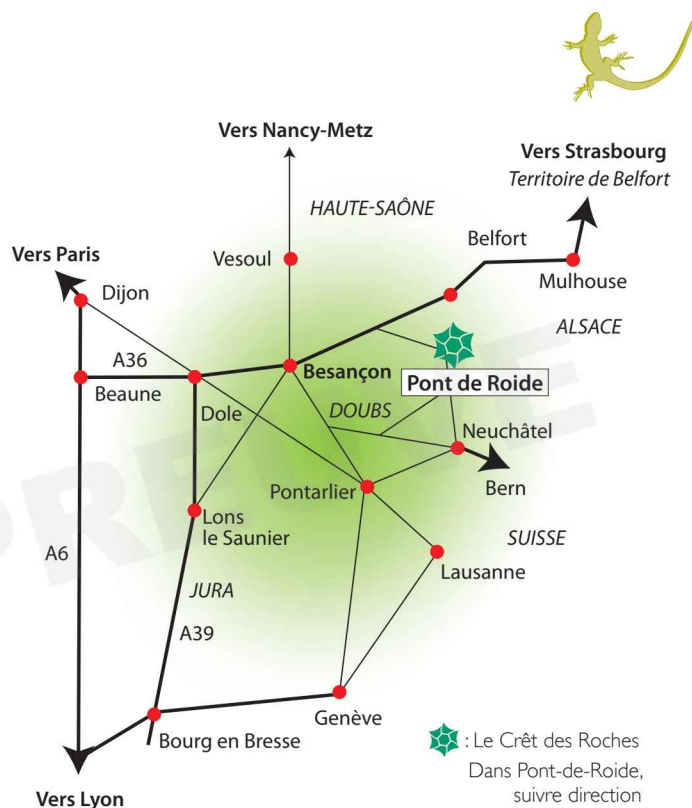 Vers Nancy-Metz
Vers Strasbourg
Territoire de Belfort
HAUTE-SAÔNE
Belfort
Vers Paris
Vesoul
Mulhouse
Dijon
ALSACE
A36
Besançon
Pont de Roide
Beaune
Dole
DOUBS
Neuchâtel
Bern
Pontarlier
Lons
le Saunier
SUISSE
A6
Lausanne
JURA
A39
Genève
Bourg en Bresse
: Le Crêt des Roches
Dans Pont-de-Roide,
suivre direction
Vers Lyon